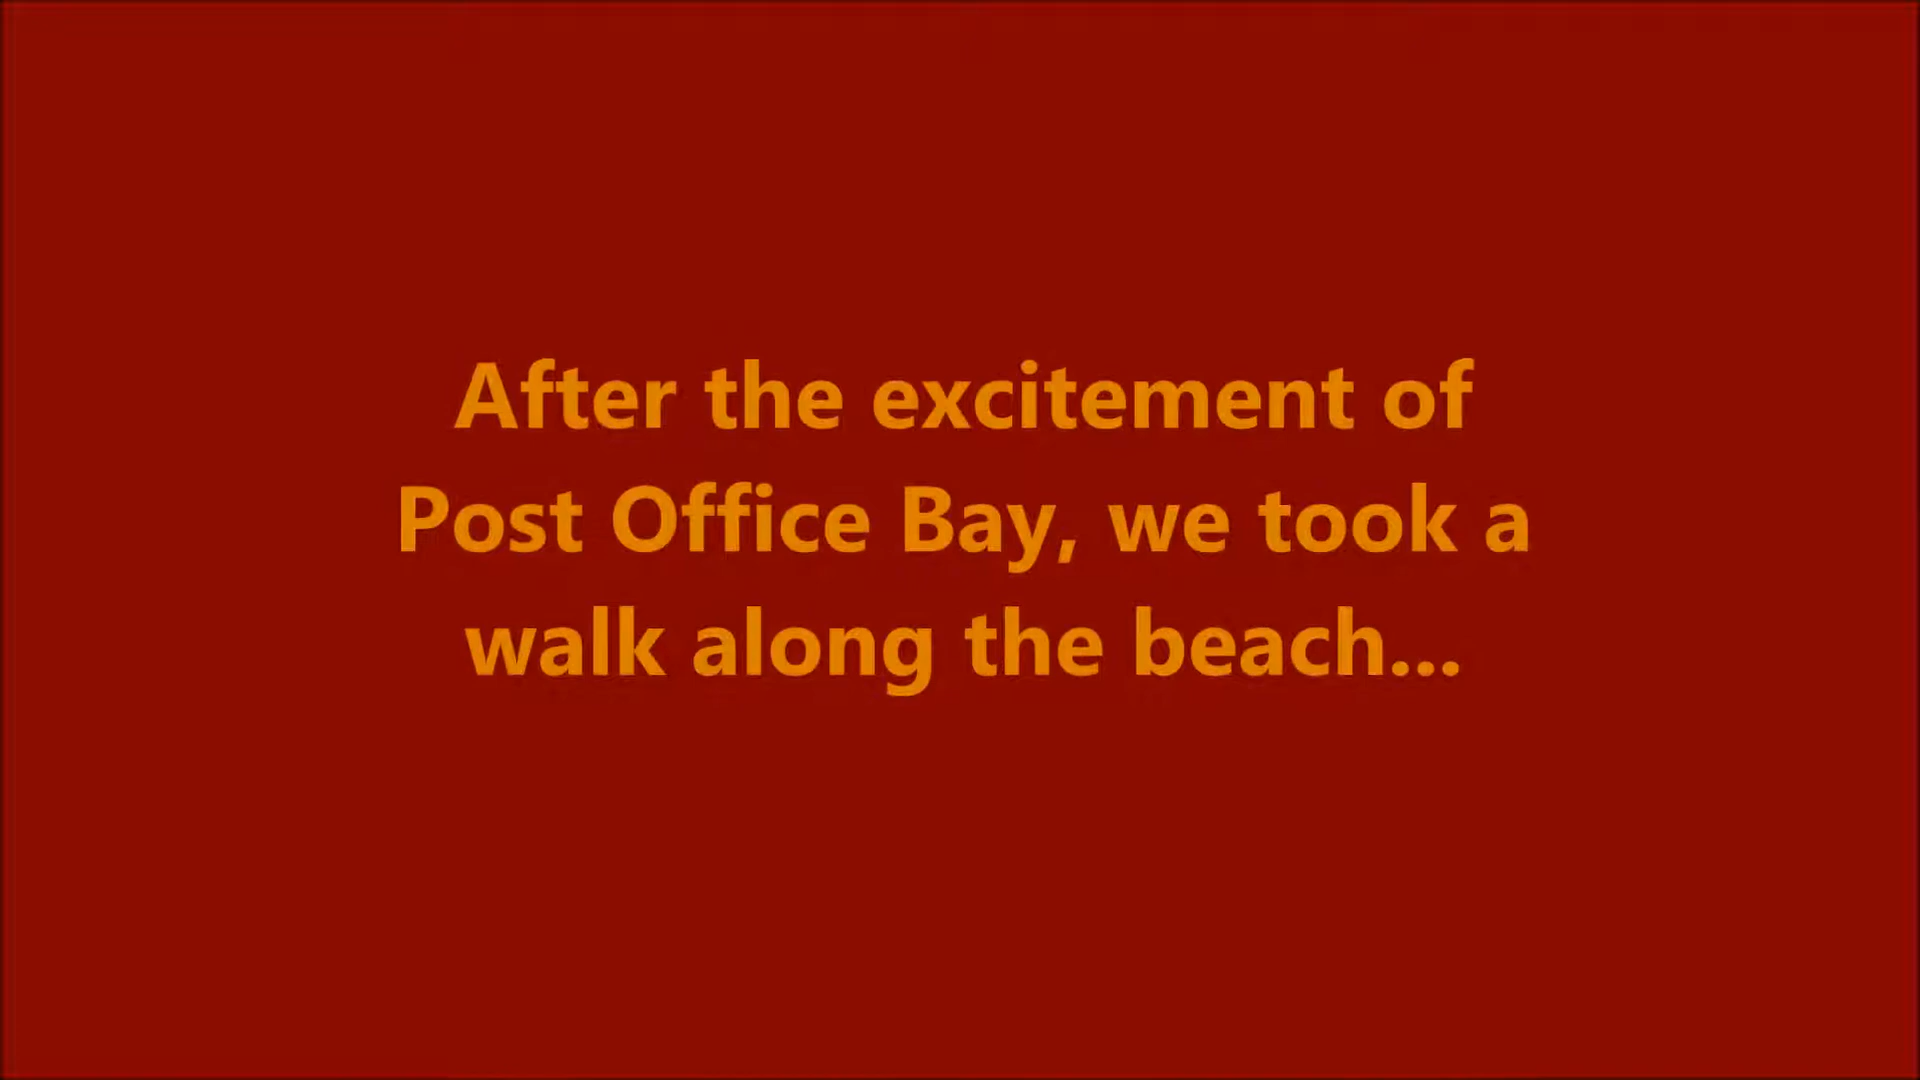 After the excitement of
Post Office Bay, we took a
walk along the beach...